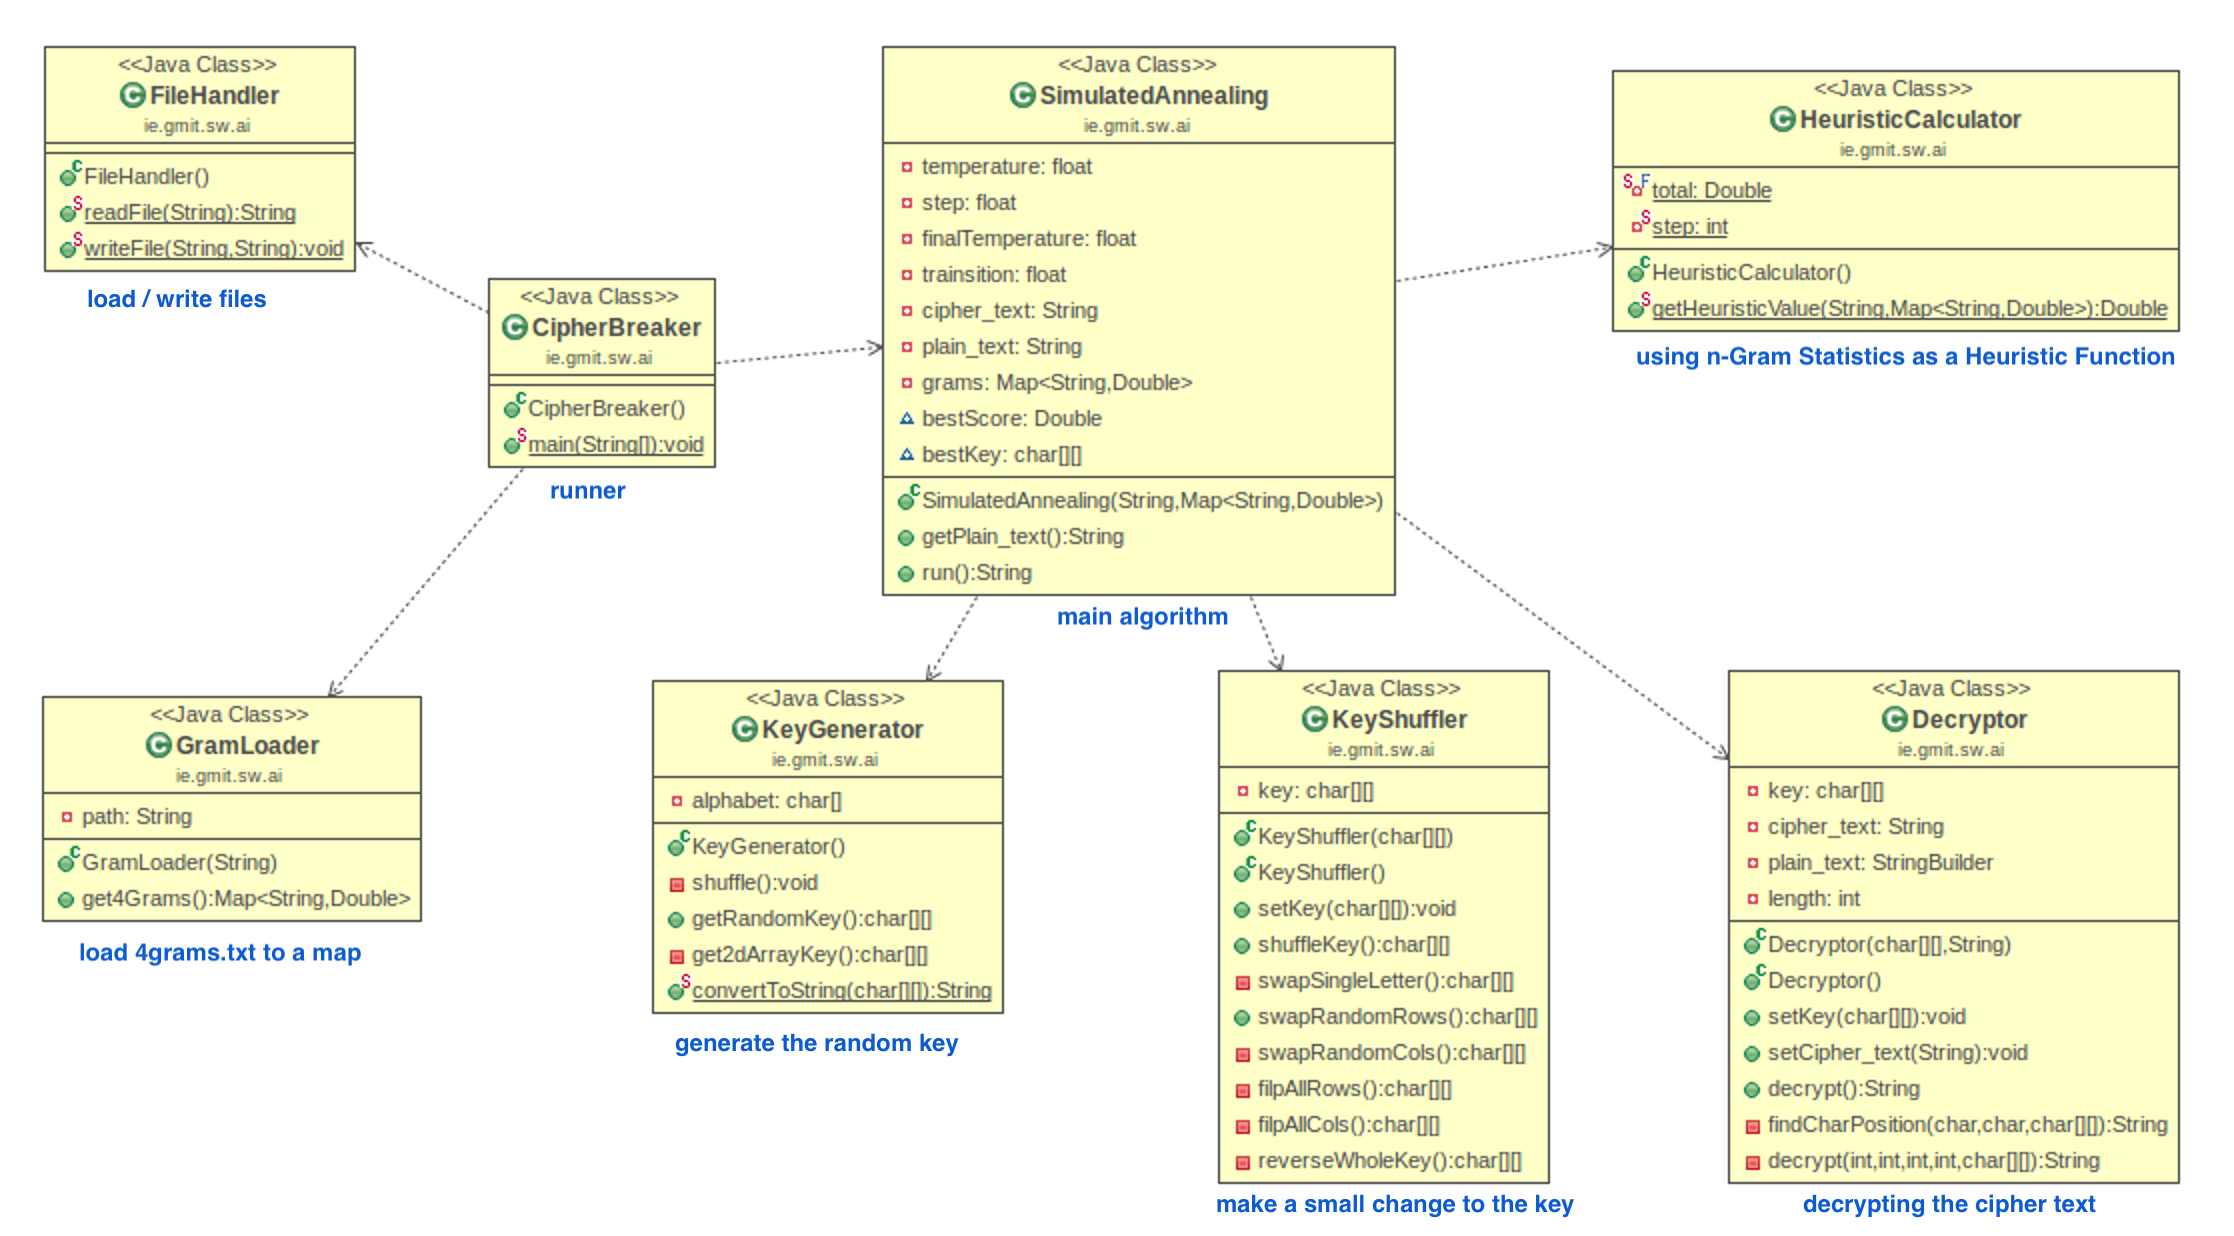 <<Java Class>>
FileHandler
ie.gmit.sw.ai
FileHandler()
readFile(String):String
writeFile(String,String):void
load / write files
<<Java Class>>
CipherBreaker
ie.gmit.sw.ai
CipherBreaker()
main(String[]):void
runner
<<Java Class>>
SimulatedAnnealing
ie.gmit.sw.ai
temperature: float
step: float
finalTemperature: float
trainsition: float
cipher_text: String
plain_text: String
grams: Map<String,Double>
bestScore: Double
bestKey: char[][]
SimulatedAnnealing(String,Map<String,Double>)
getPlain_text():String
run():String
main algorithm
<<Java Class>>
HeuristicCalculator
ie.gmit.sw.ai
total: Double
step: int
HeuristicCalculator()
getHeuristicValue(String,Map<String,Double>):Double
using n-Gram Statistics as a Heuristic Function
<<Java Class>>
GramLoader
ie.gmit.sw.ai
path: String
GramLoader(String)
get4Grams():Map<String,Double>
load 4grams.txt to a map
<<Java Class>>
KeyGenerator
ie.gmit.sw.ai
alphabet: char[]
KeyGenerator()
shuffle():void
getRandomKey():char[][]
get2dArrayKey():char[][]
convertToString(char[][]):String
generate the random key
<<Java Class>>
KeyShuffler
ie.gmit.sw.ai
key: char[][]
KeyShuffler(char[][])
KeyShuffler()
setKey(char[][]):void
shuffleKey():char[][]
swapSingleLetter():char[][]
swapRandomRows():char[][]
swapRandomCols():char[][]
filpAllRows():char[][]
filpAllCols():char[][]
reverseWholeKey():char[][]
make a small change to the key
<<Java Class>>
Decryptor
ie.gmit.sw.ai
key: char[][]
cipher_text: String
plain_text: StringBuilder
length: int
Decryptor(char[][],String)
Decryptor()
setKey(char[][]):void
setCipher_text(String):void
decrypt():String
findCharPosition(char,char,char[][]):String
decrypt(int,int,int,int,char[][]):String
decrypting the cipher text